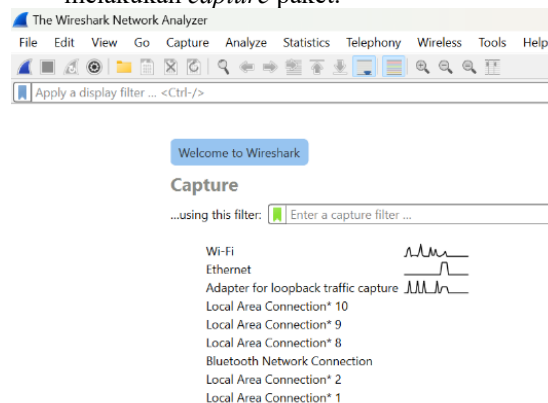 melakukan capture paket.
The Wireshark Network Analyzer
File Edit View Go Capture Analyze Statistics Telephony Wireless Tools Help
Apply a display filter ... <Ctrl-/>
Welcome to Wireshark
Capture
...using this filter: Enter a capture filter ...
Wi-Fi
Ethernet
Adapter for loopback traffic capture
Local Area Connection* 10
Local Area Connection* 9
Local Area Connection* 8
Bluetooth Network Connection
Local Area Connection* 2
Local Area Connection* 1